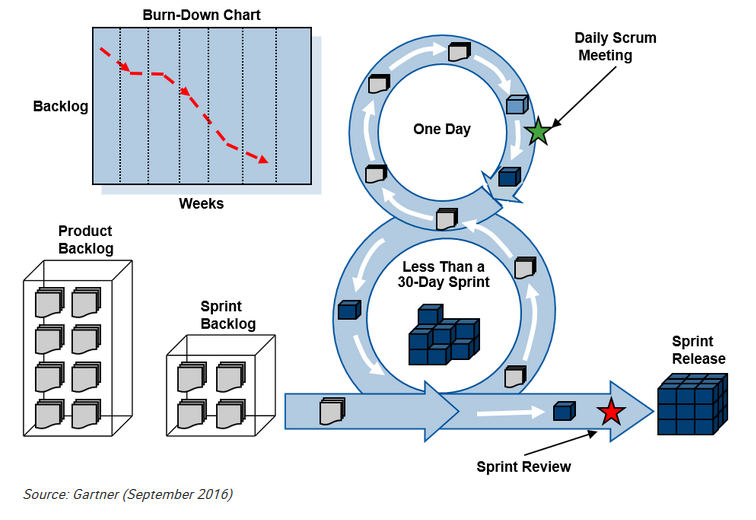 Burn-Down Chart
Backlog
Weeks
Daily Scrum
Meeting
One Day
Product
Backlog
Sprint
Backlog
Less Than a
30-Day Sprint
Sprint
Release
Sprint Review
Source: Gartner (September 2016)